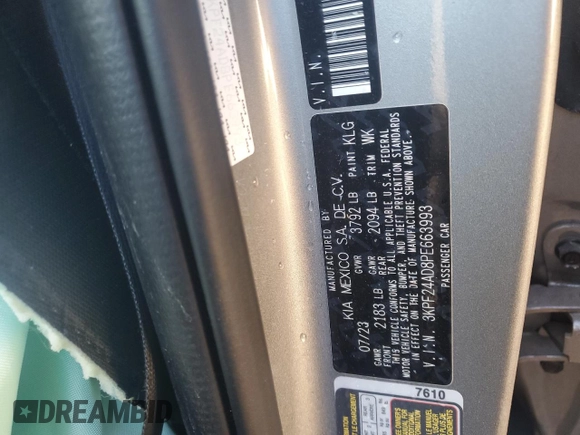 V.I.N.
KIA MEXICO S.A. DE C.V.
07/23 GVWR 3792 LB PAINT KLG
GAWR FRONT 2183 LB GAWR REAR 2094 LB TRIM WK
THIS VEHICLE CONFORMS TO ALL APPLICABLE U.S.A. FEDERAL
MOTOR VEHICLE SAFETY, BUMPER, AND THEFT PREVENTION STANDARDS
IN EFFECT ON THE DATE OF MANUFACTURE SHOWN ABOVE.
V.I.N. 3KPF24AD8PE663993
PASSENGER CAR
7610
DREAMBID
.COM